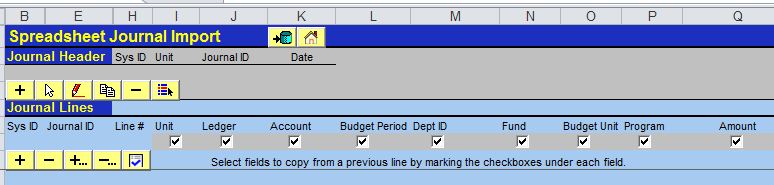 B E H I J K L M N O P Q
Spreadsheet Journal Import
Journal Header Sys ID Unit Journal ID Date
+ −
Journal Lines
Sys ID Journal ID Line # Unit Ledger Account Budget Period Dept ID Fund Budget Unit Program Amount
+ − +... −... Select fields to copy from a previous line by marking the checkboxes under each field.